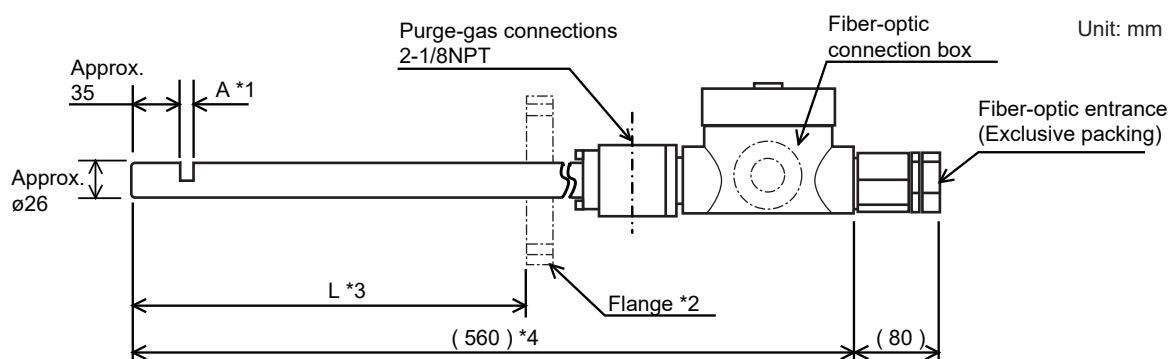 Unit: mm
Purge-gas connections
2-1/8NPT
Fiber-optic
connection box
Approx.
35
A *1
Fiber-optic entrance
(Exclusive packing)
Approx.
ø26
L *3
Flange *2
( 560 ) *4
( 80 )